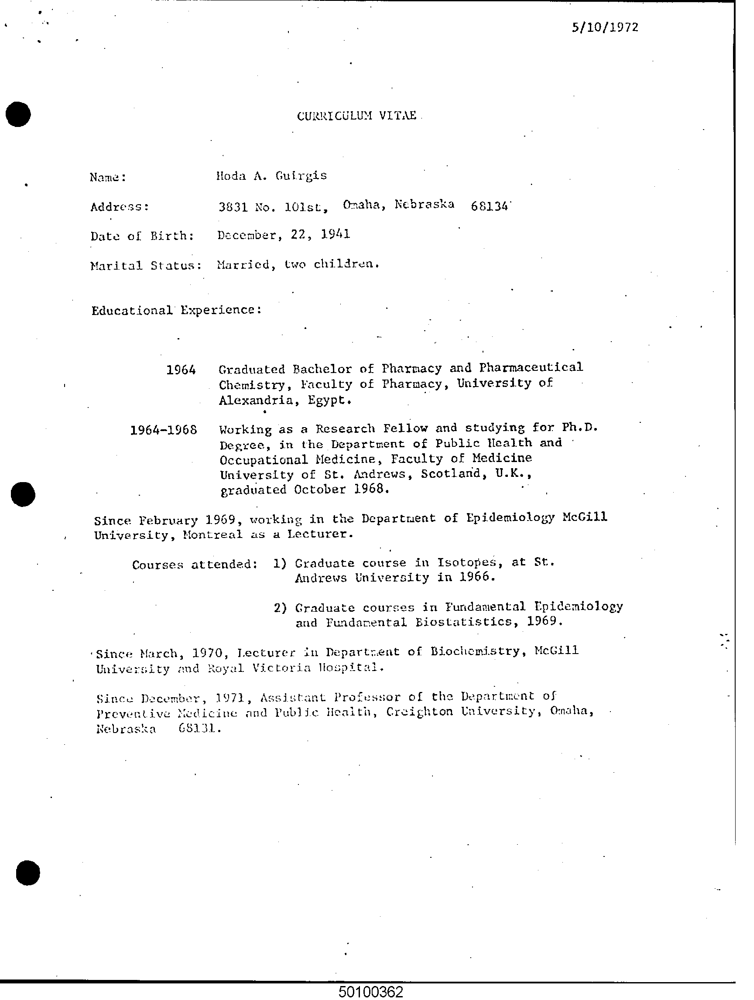 5/10/1972
CURRICULUM VITAE
Name: Hoda A. Guirgis
Address: 3831 No. 101st, Omaha, Nebraska 68134
Date of Birth: December, 22, 1941
Marital Status: Married, two children.
Educational Experience:
1964 Graduated Bachelor of Pharmacy and Pharmaceutical
Chemistry, Faculty of Pharmacy, University of
Alexandria, Egypt.
1964-1968 Working as a Research Fellow and studying for Ph.D.
Degree, in the Department of Public Health and
Occupational Medicine, Faculty of Medicine
University of St. Andrews, Scotland, U.K.,
graduated October 1968.
Since February 1969, working in the Department of Epidemiology McGill
University, Montreal as a Lecturer.
Courses attended: 1) Graduate course in Isotopes, at St.
Andrews University in 1966.
2) Graduate courses in Fundamental Epidemiology
and Fundamental Biostatistics, 1969.
Since March, 1970, Lecturer in Department of Biochemistry, McGill
University and Royal Victoria Hospital.
Since December, 1971, Assistant Professor of the Department of
Preventive Medicine and Public Health, Creighton University, Omaha,
Nebraska 68131.
50100362